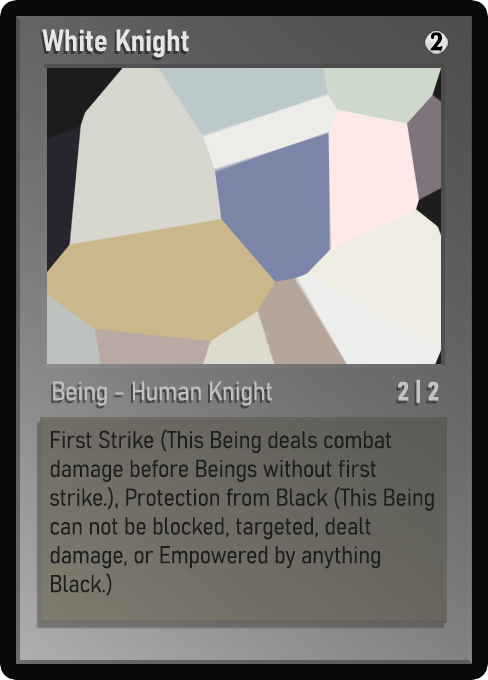 White Knight 2
Being - Human Knight 2|2
First Strike (This Being deals combat
damage before Beings without first
strike.), Protection from Black (This Being
can not be blocked, targeted, dealt
damage, or Empowered by anything
Black.)